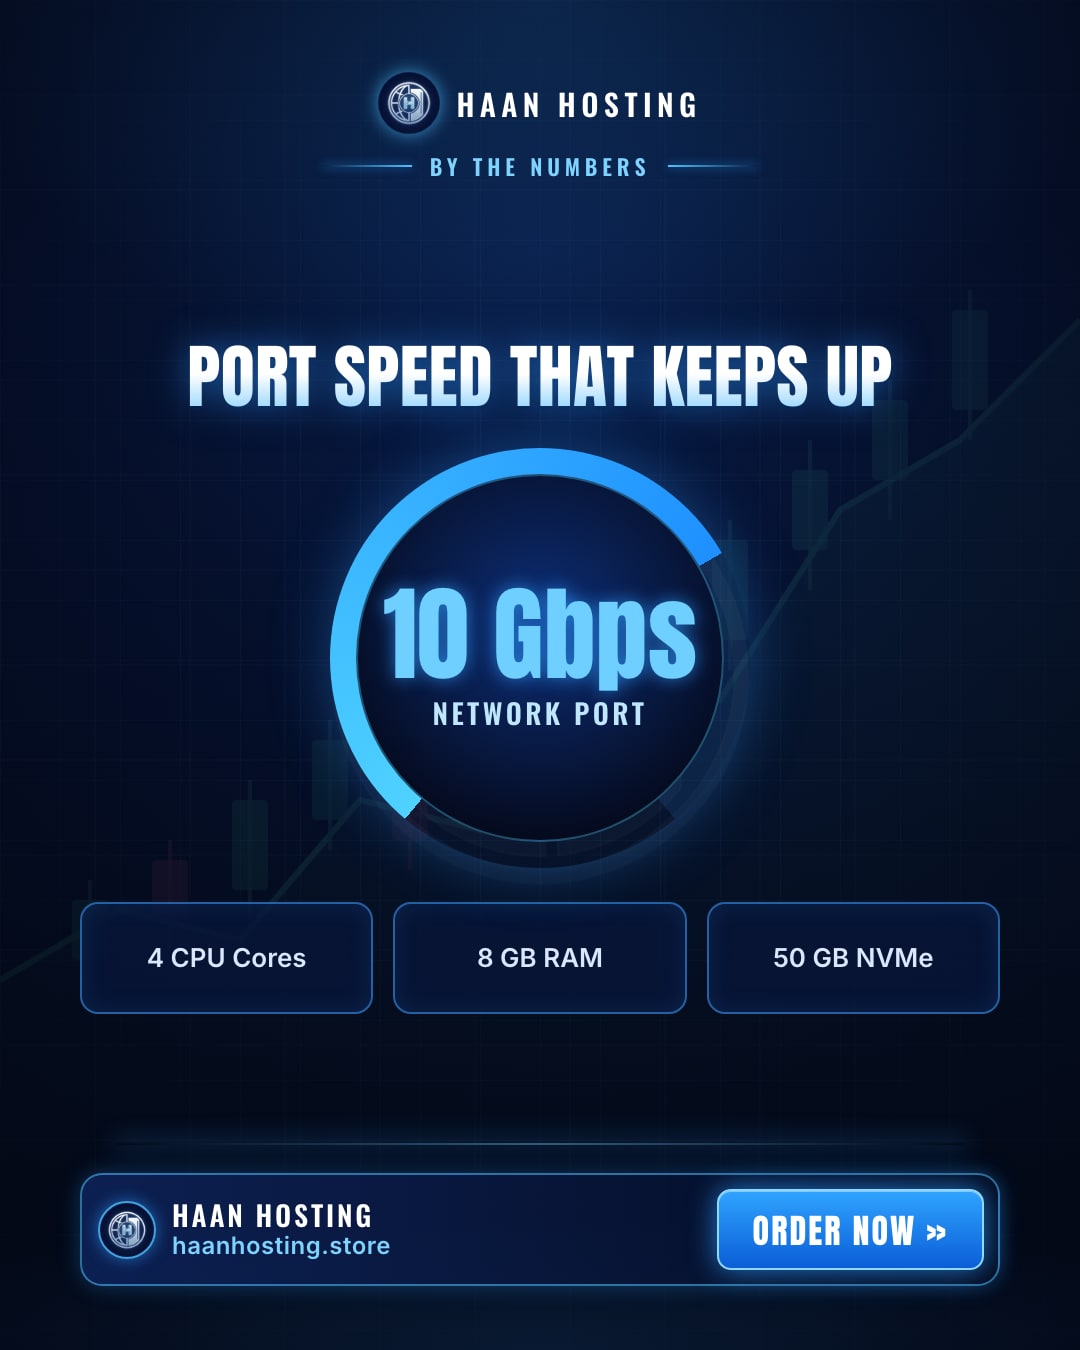 HAAN HOSTING
BY THE NUMBERS
PORT SPEED THAT KEEPS UP
10 Gbps
NETWORK PORT
4 CPU Cores
8 GB RAM
50 GB NVMe
HAAN HOSTING
haanhosting.store
ORDER NOW »